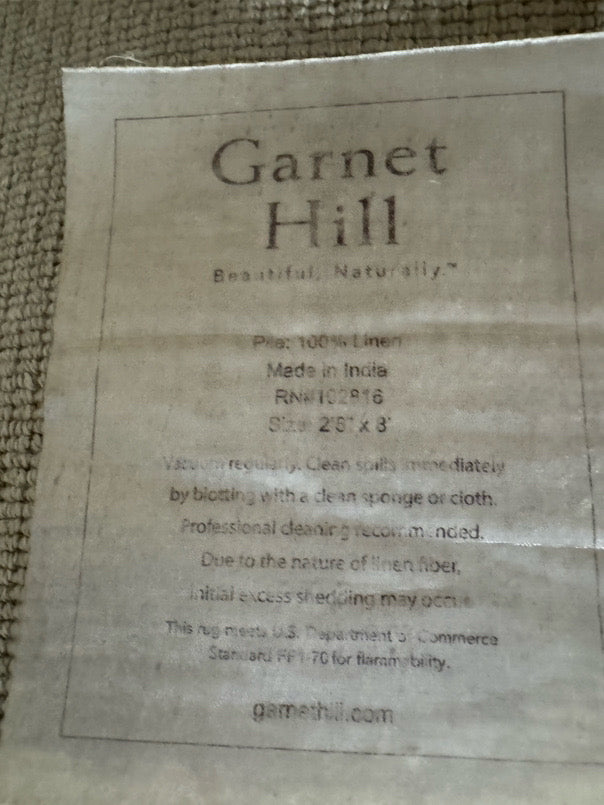 Garnet
Hill
Beautiful, Naturally.™
Pile: 100% Linen
Made in India
RN#102816
Size: x 8'
Vacuum regularly. Clean spills immediately
by blotting with a clean sponge or cloth.
Professional cleaning recommended.
Due to the nature of linen fiber,
initial excess shedding may occur.
This rug meets U.S. Department of Commerce
Standard FF1-70 for flammability.
garnethill.com